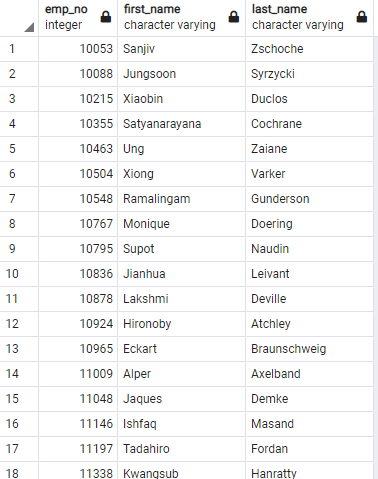 emp_no first_name last_name
integer character varying character varying
1 10053 Sanjiv Zschoche
2 10088 Jungsoon Syrzycki
3 10215 Xiaobin Duclos
4 10355 Satyanarayana Cochrane
5 10463 Ung Zaiane
6 10504 Xiong Varker
7 10548 Ramalingam Gunderson
8 10767 Monique Doering
9 10795 Supot Naudin
10 10836 Jianhua Leivant
11 10878 Lakshmi Deville
12 10924 Hironoby Atchley
13 10965 Eckart Braunschweig
14 11009 Alper Axelband
15 11048 Jaques Demke
16 11146 Ishfaq Masand
17 11197 Tadahiro Fordan
18 11338 Kwangsub Hanratty